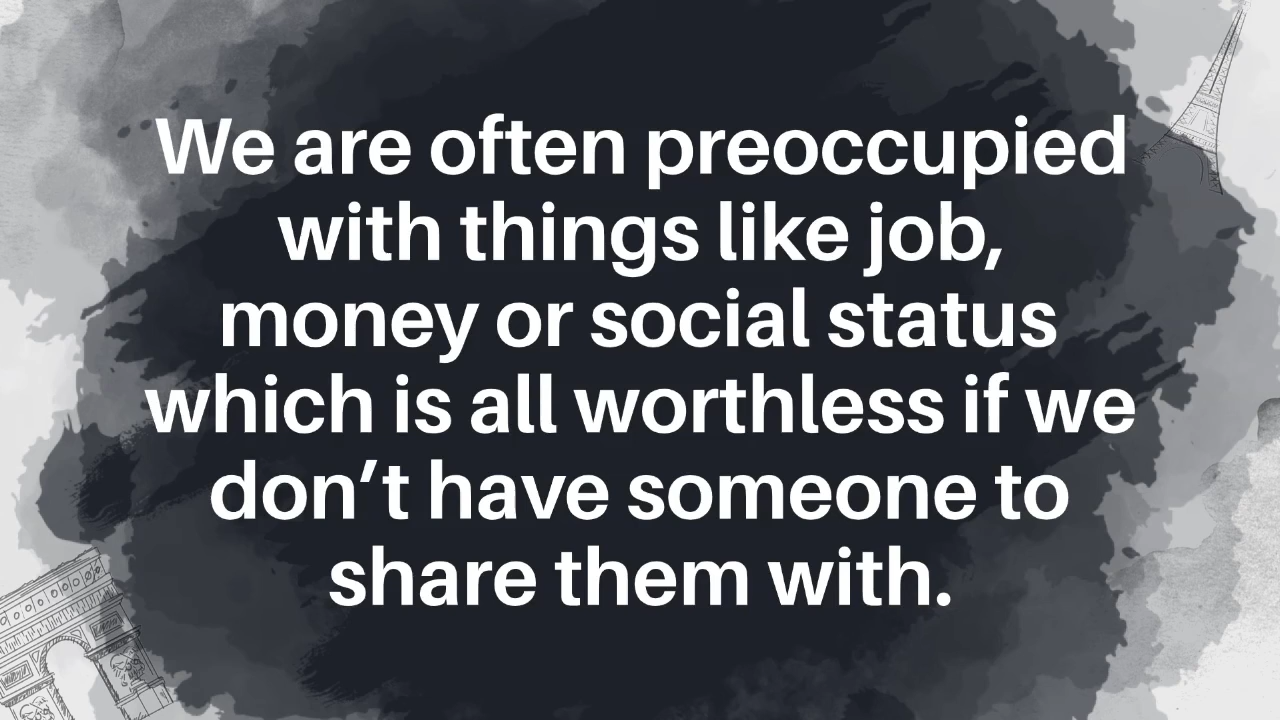 We are often preoccupied
with things like job,
money or social status
which is all worthless if we
don’t have someone to
share them with.